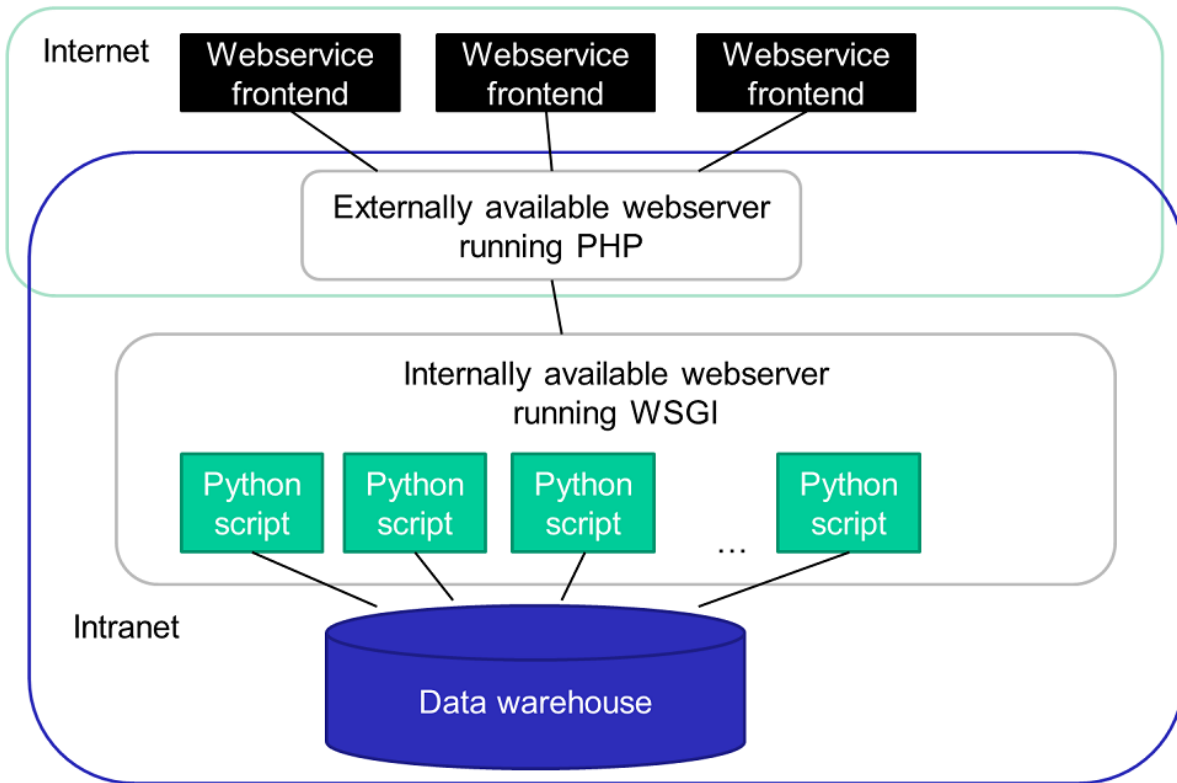 Internet
Webservice
frontend
Webservice
frontend
Webservice
frontend
Externally available webserver
running PHP
Internally available webserver
running WSGI
Python
script
Python
script
Python
script
...
Python
script
Intranet
Data warehouse